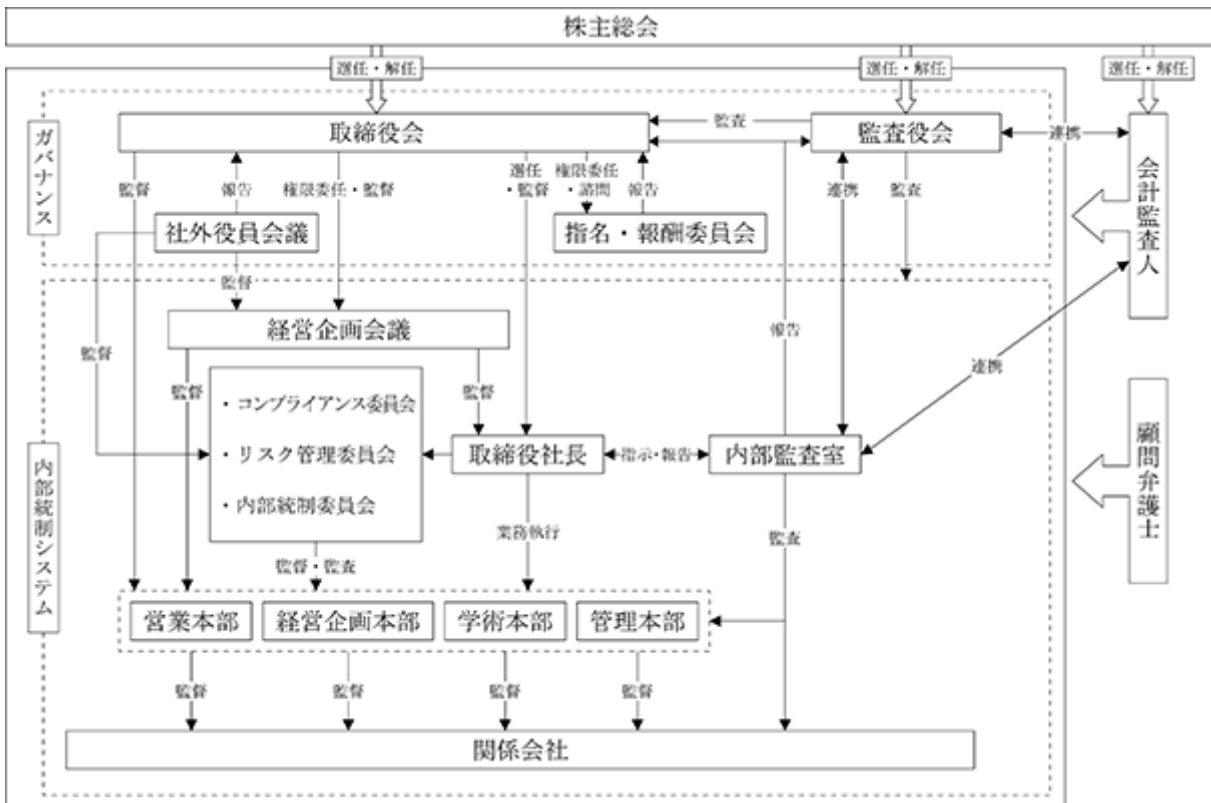 株主総会
選任・解任
選任・解任
選任・解任
ガバナンス
取締役会
監査
監査役会
連携
会計監査人
監督
報告
権限委任・監督
選任
・監督
権限委任
・諮問
報告
連携
監査
社外役員会議
指名・報酬委員会
監督
経営企画会議
監督
報告
連携
監督
監督
・コンプライアンス委員会
・リスク管理委員会
・内部統制委員会
取締役社長
指示・報告
内部監査室
顧問弁護士
内部統制システム
業務執行
監査
監督・監査
営業本部
経営企画本部
学術本部
管理本部
監督
監督
監督
監督
関係会社